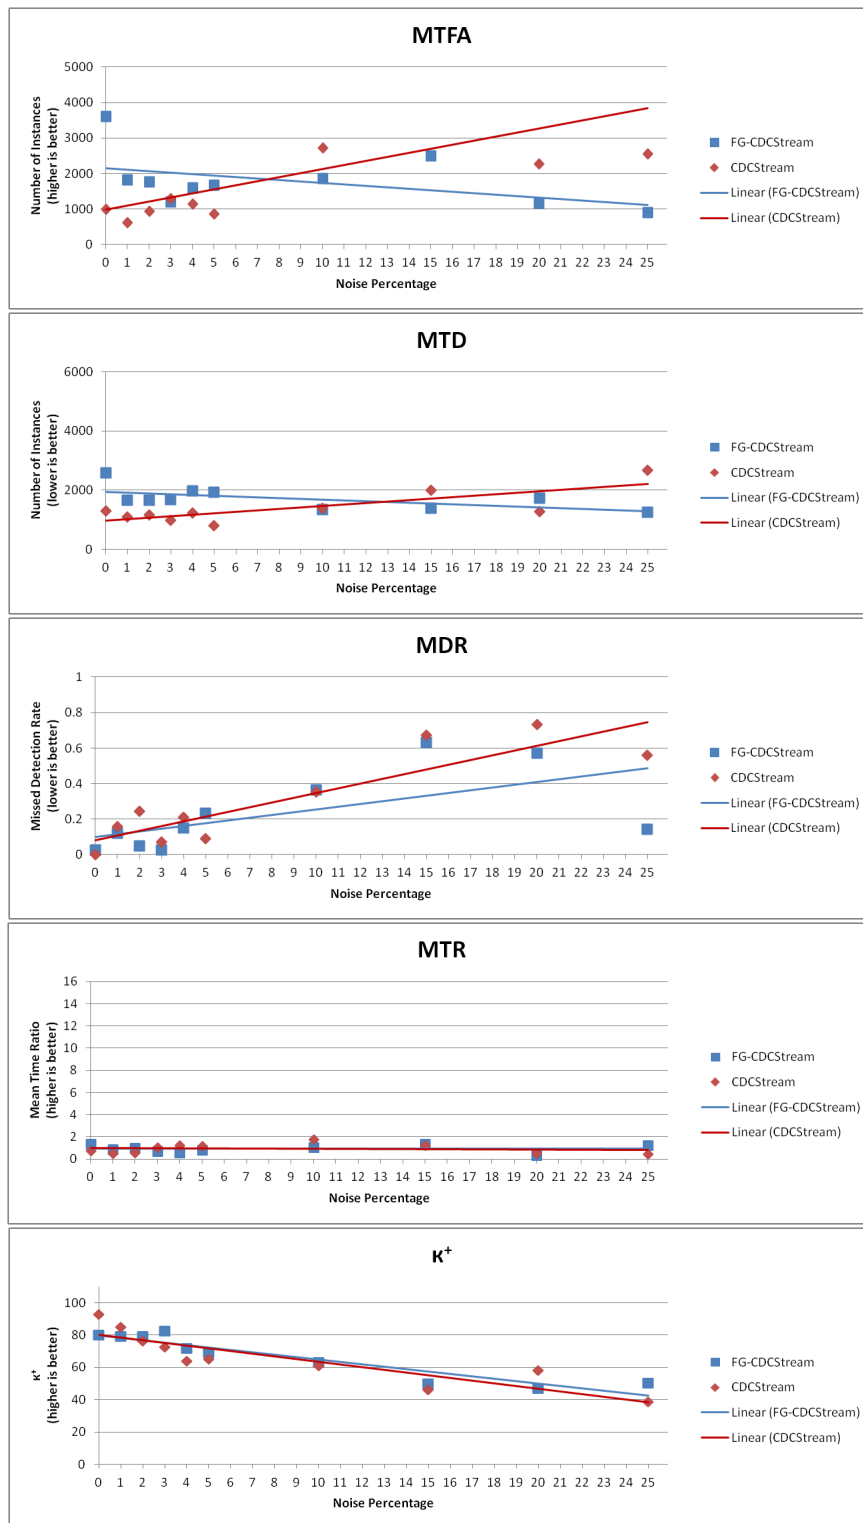 MTFA
Number of Instances
(higher is better)
5000
4000
3000
2000
1000
0
0 1 2 3 4 5 6 7 8 9 10 11 12 13 14 15 16 17 18 19 20 21 22 23 24 25
Noise Percentage
FG-CDCStream
CDCStream
Linear (FG-CDCStream)
Linear (CDCStream)
MTD
Number of Instances
(lower is better)
6000
4000
2000
0
0 1 2 3 4 5 6 7 8 9 10 11 12 13 14 15 16 17 18 19 20 21 22 23 24 25
Noise Percentage
FG-CDCStream
CDCStream
Linear (FG-CDCStream)
Linear (CDCStream)
MDR
Missed Detection Rate
(lower is better)
1
0.8
0.6
0.4
0.2
0
0 1 2 3 4 5 6 7 8 9 10 11 12 13 14 15 16 17 18 19 20 21 22 23 24 25
Noise Percentage
FG-CDCStream
CDCStream
Linear (FG-CDCStream)
Linear (CDCStream)
MTR
Mean Time Ratio
(higher is better)
16
14
12
10
8
6
4
2
0
0 1 2 3 4 5 6 7 8 9 10 11 12 13 14 15 16 17 18 19 20 21 22 23 24 25
Noise Percentage
FG-CDCStream
CDCStream
Linear (FG-CDCStream)
Linear (CDCStream)
κ⁺
κ⁺
(higher is better)
100
80
60
40
20
0
0 1 2 3 4 5 6 7 8 9 10 11 12 13 14 15 16 17 18 19 20 21 22 23 24 25
Noise Percentage
FG-CDCStream
CDCStream
Linear (FG-CDCStream)
Linear (CDCStream)